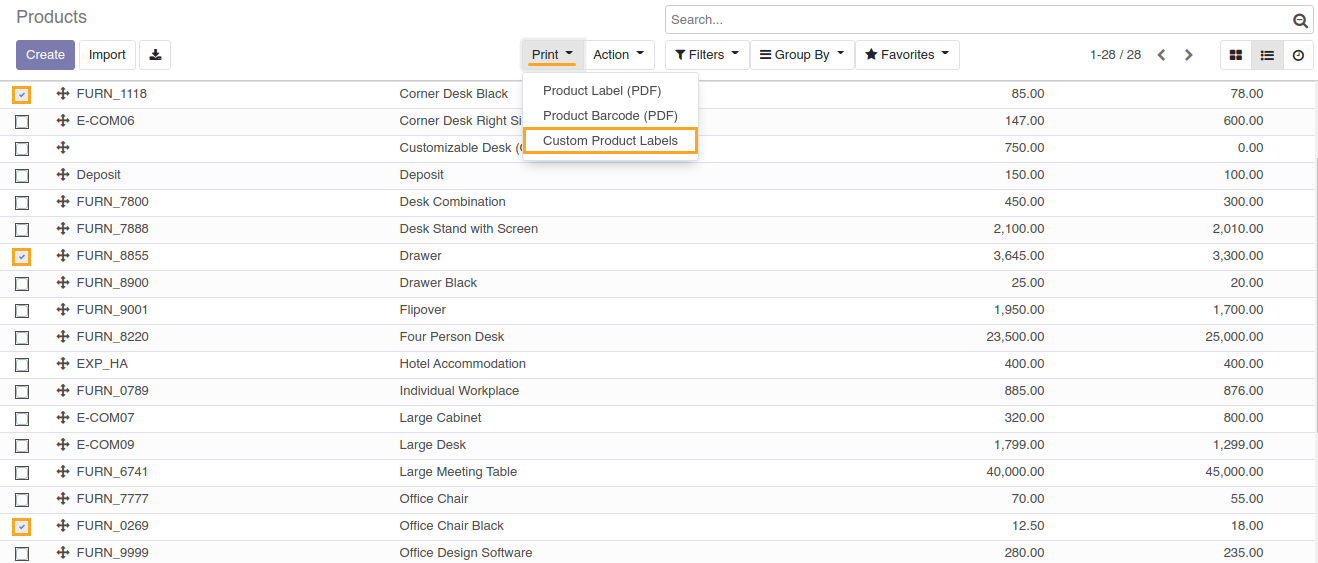 Products
Search...
Create Import Print Action Filters Group By Favorites 1-28 / 28
Product Label (PDF)
Product Barcode (PDF)
Custom Product Labels
FURN_1118 Corner Desk Black 85.00 78.00
E-COM06 Corner Desk Right Si 147.00 600.00
Customizable Desk ( 750.00 0.00
Deposit Deposit 150.00 100.00
FURN_7800 Desk Combination 450.00 300.00
FURN_7888 Desk Stand with Screen 2,100.00 2,010.00
FURN_8855 Drawer 3,645.00 3,300.00
FURN_8900 Drawer Black 25.00 20.00
FURN_9001 Flipover 1,950.00 1,700.00
FURN_8220 Four Person Desk 23,500.00 25,000.00
EXP_HA Hotel Accommodation 400.00 400.00
FURN_0789 Individual Workplace 885.00 876.00
E-COM07 Large Cabinet 320.00 800.00
E-COM09 Large Desk 1,799.00 1,299.00
FURN_6741 Large Meeting Table 40,000.00 45,000.00
FURN_7777 Office Chair 70.00 55.00
FURN_0269 Office Chair Black 12.50 18.00
FURN_9999 Office Design Software 280.00 235.00